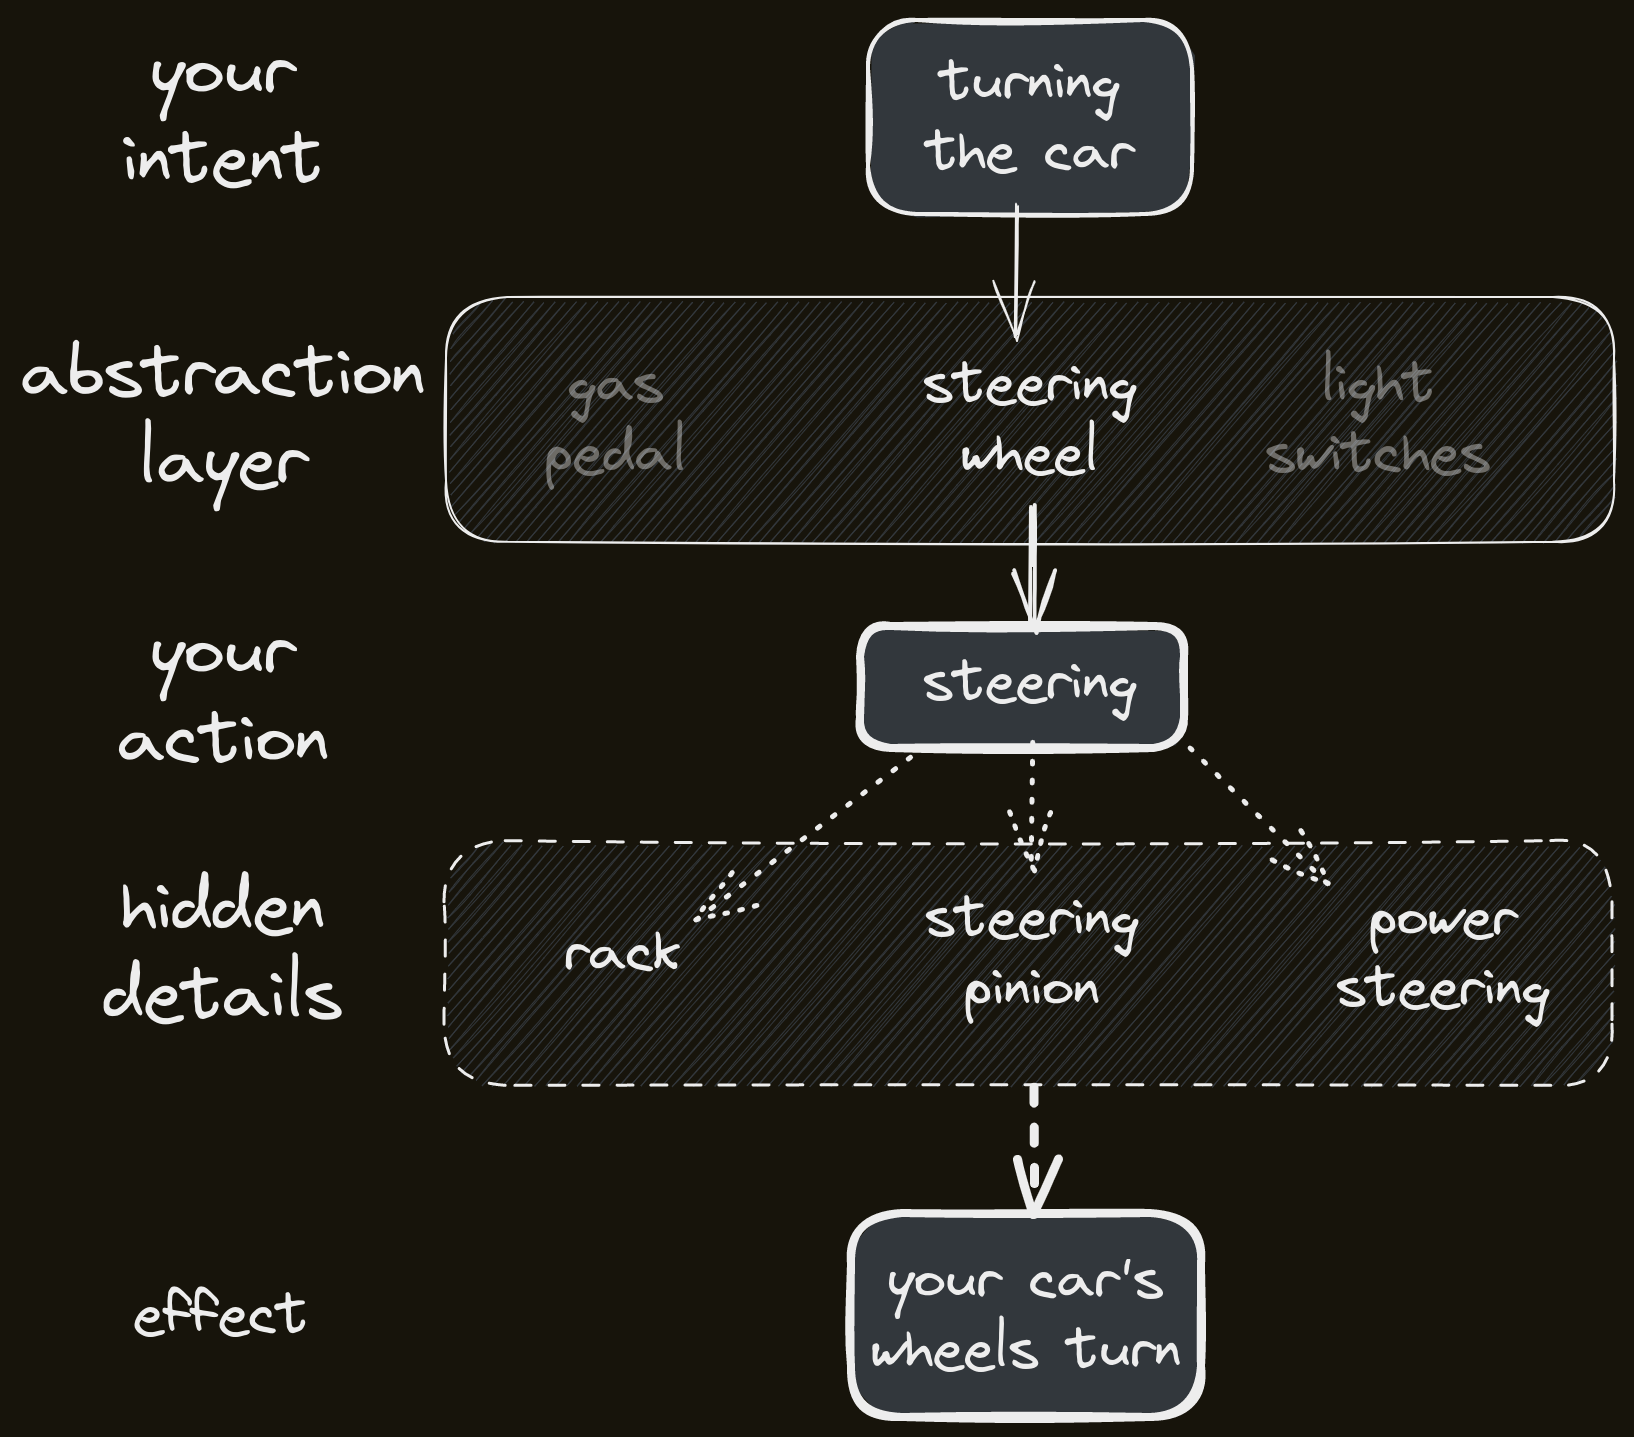 your
intent
turning
the car
abstraction
layer
gas
pedal
steering
wheel
light
switches
your
action
steering
hidden
details
rack
steering
pinion
power
steering
effect
your car's
wheels turn